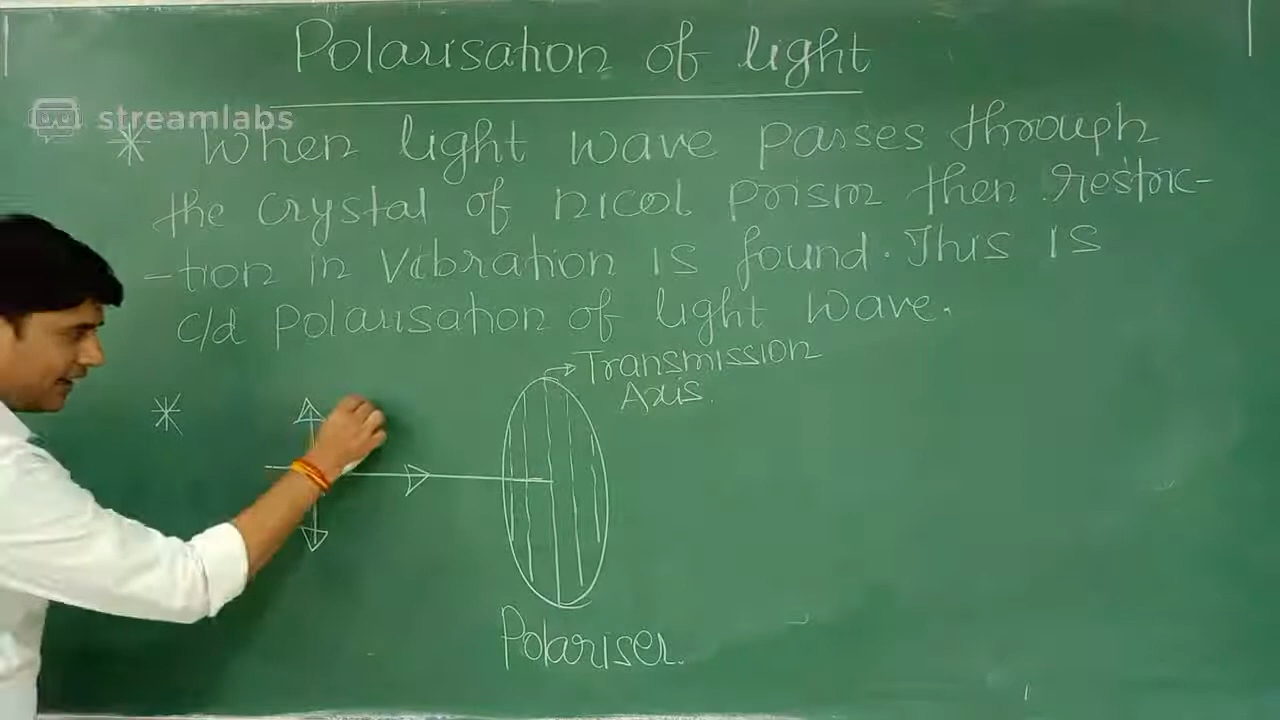 Polarisation of light
streamlabs
* When light wave passes through
the crystal of nicol prism then restric-
-tion in vibration is found. This is
c/d polarisation of light wave.
→ Transmission
Axis.
*
Polariser.